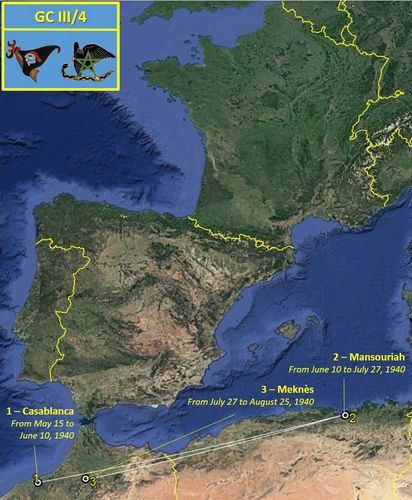 GC III/4
2 – Mansouriah
From June 10 to July 27, 1940
3 – Meknès
From July 27 to August 25, 1940
1 – Casablanca
From May 15 to
June 10, 1940
2
1
3